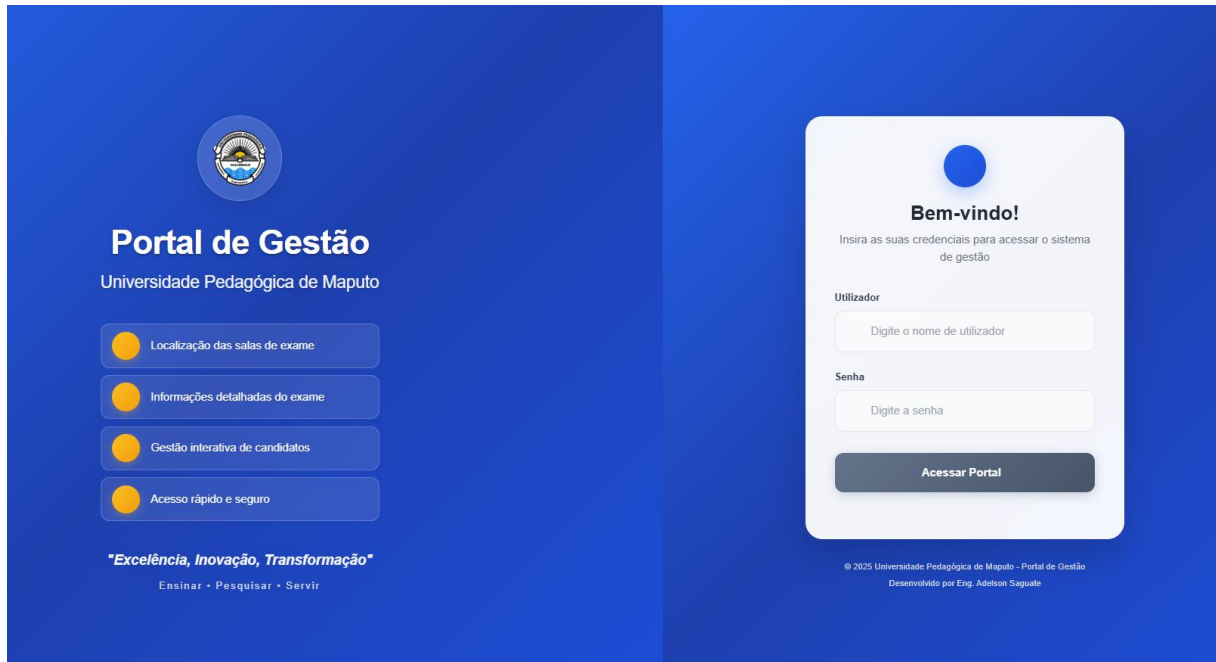 Portal de Gestão
Universidade Pedagógica de Maputo
Localização das salas de exame
Informações detalhadas do exame
Gestão interativa de candidatos
Acesso rápido e seguro
"Excelência, Inovação, Transformação"
Ensinar • Pesquisar • Servir
Bem-vindo!
Insira as suas credenciais para acessar o sistema
de gestão
Utilizador
Digite o nome de utilizador
Senha
Digite a senha
Acessar Portal
© 2025 Universidade Pedagógica de Maputo - Portal de Gestão
Desenvolvido por Eng. Adelson Saguate